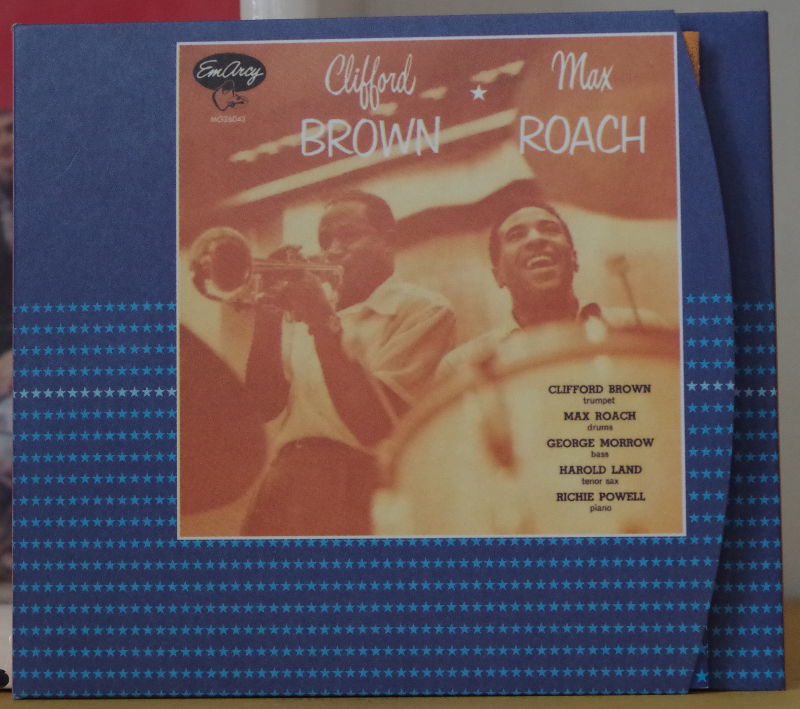 EmArcy
MG36043
Clifford
BROWN
Max
ROACH
CLIFFORD BROWN
trumpet
MAX ROACH
drums
GEORGE MORROW
bass
HAROLD LAND
tenor sax
RICHIE POWELL
piano